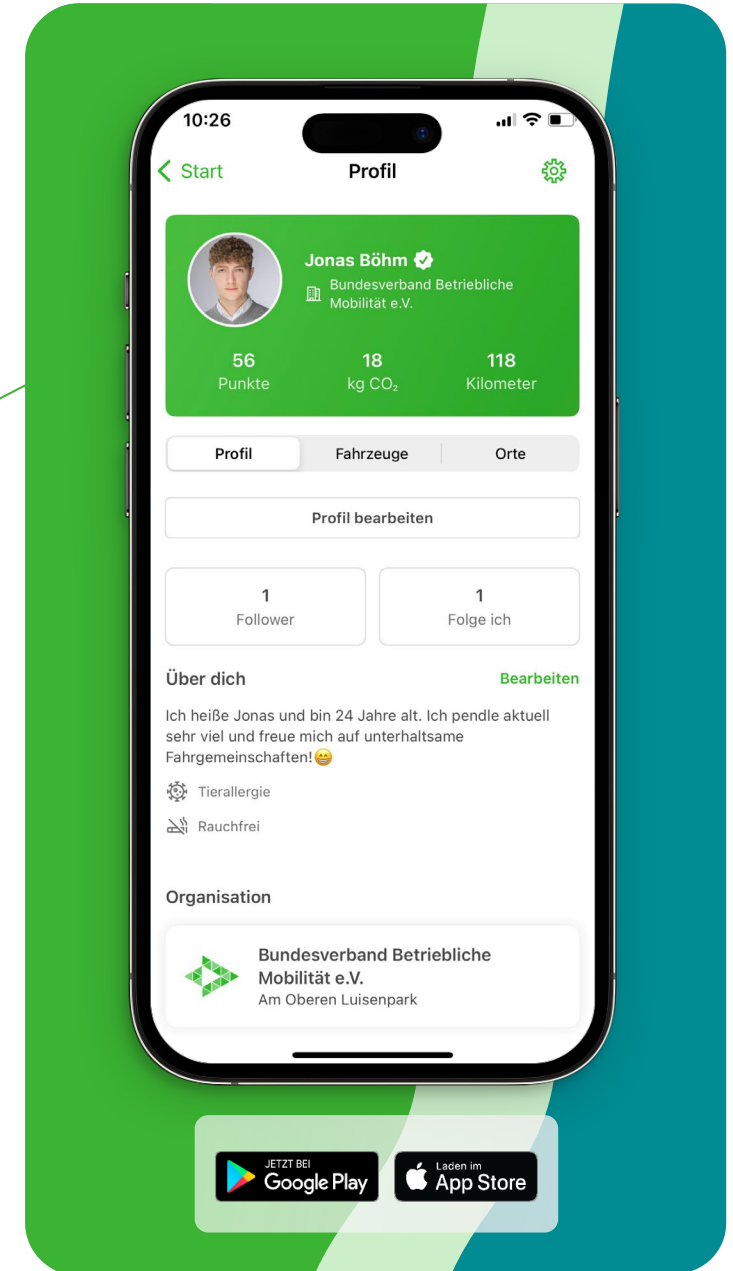 10:26
Start
Profil
Jonas Böhm
Bundesverband Betriebliche
Mobilität e.V.
56 18 118
Punkte kg CO₂ Kilometer
Profil Fahrzeuge Orte
Profil bearbeiten
1 1
Follower Folge ich
Über dich Bearbeiten
Ich heiße Jonas und bin 24 Jahre alt. Ich pendle aktuell
sehr viel und freue mich auf unterhaltsame
Fahrgemeinschaften!😁
Tierallergie
Rauchfrei
Organisation
Bundesverband Betriebliche
Mobilität e.V.
Am Oberen Luisenpark
JETZT BEI
Google Play
Laden im
App Store